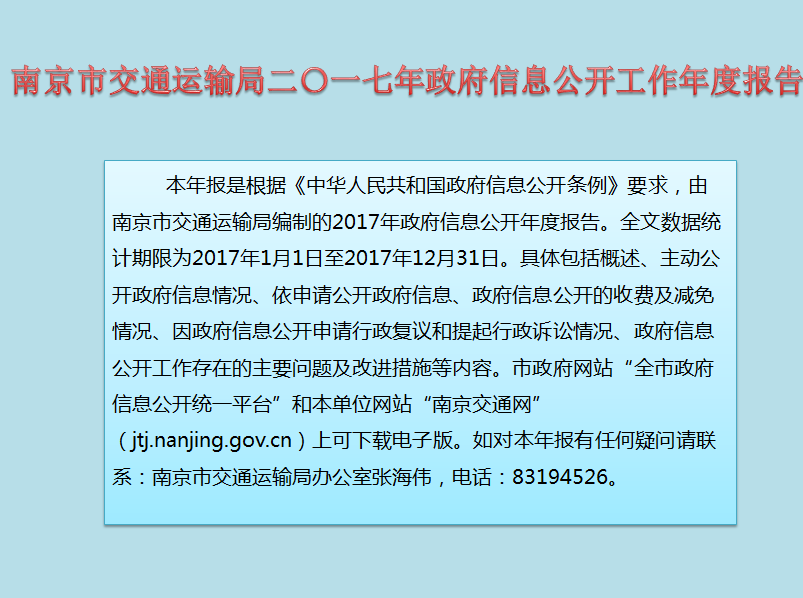 南京市交通运输局二〇一七年政府信息公开工作年度报告
本年报是根据《中华人民共和国政府信息公开条例》要求，由
南京市交通运输局编制的2017年政府信息公开年度报告。全文数据统
计期限为2017年1月1日至2017年12月31日。具体包括概述、主动公
开政府信息情况、依申请公开政府信息、政府信息公开的收费及减免
情况、因政府信息公开申请行政复议和提起行政诉讼情况、政府信息
公开工作存在的主要问题及改进措施等内容。市政府网站“全市政府
信息公开统一平台”和本单位网站“南京交通网”
（jtj.nanjing.gov.cn）上可下载电子版。如对本年报有任何疑问请联
系：南京市交通运输局办公室张海伟，电话：83194526。